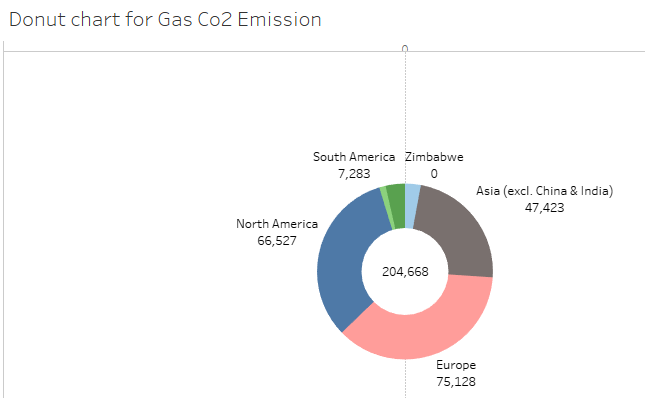 Donut chart for Gas Co2 Emission
0
South America
7,283
Zimbabwe
0
Asia (excl. China & India)
47,423
North America
66,527
204,668
Europe
75,128